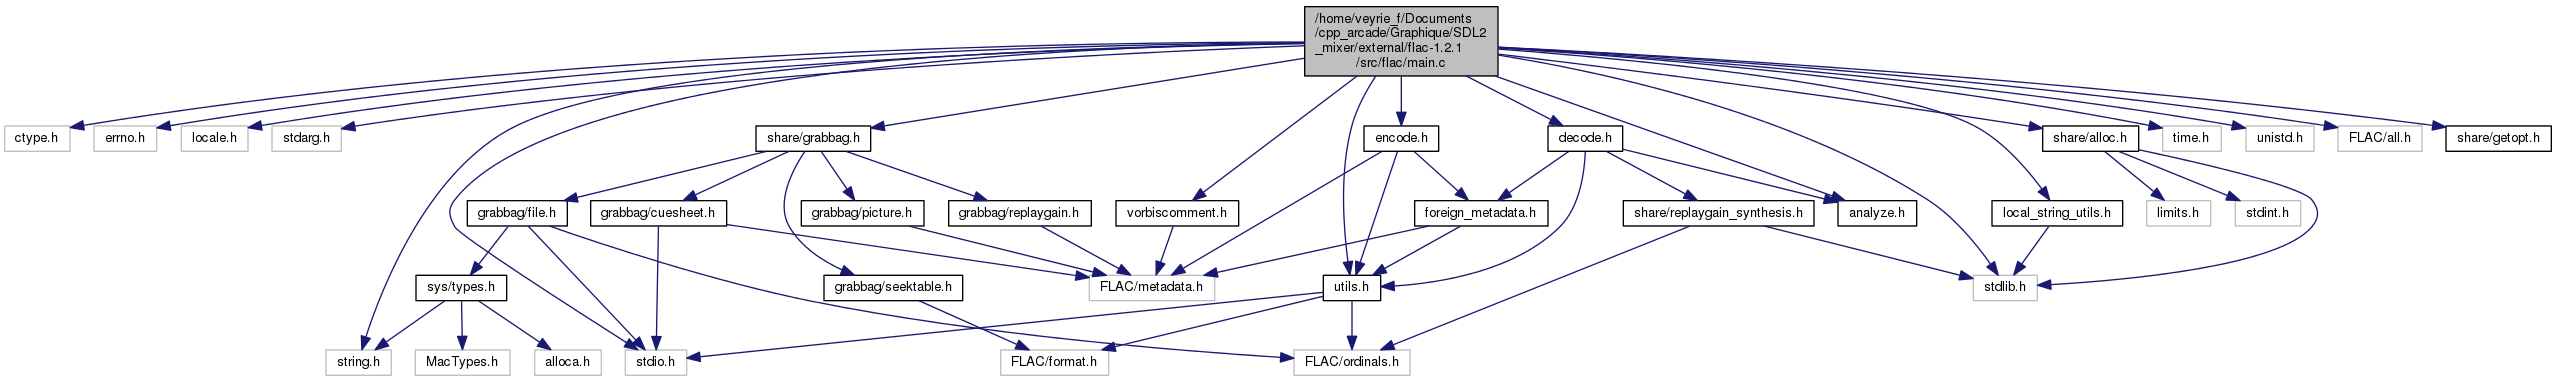 /home/veyrie_f/Documents
/cpp_arcade/Graphique/SDL2
_mixer/external/flac-1.2.1
/src/flac/main.c
ctype.h
errno.h
locale.h
stdarg.h
share/grabbag.h
encode.h
decode.h
share/alloc.h
time.h
unistd.h
FLAC/all.h
share/getopt.h
grabbag/file.h
grabbag/cuesheet.h
grabbag/picture.h
grabbag/replaygain.h
vorbiscomment.h
foreign_metadata.h
share/replaygain_synthesis.h
analyze.h
local_string_utils.h
limits.h
stdint.h
sys/types.h
grabbag/seektable.h
FLAC/metadata.h
utils.h
stdlib.h
string.h
MacTypes.h
alloca.h
stdio.h
FLAC/format.h
FLAC/ordinals.h